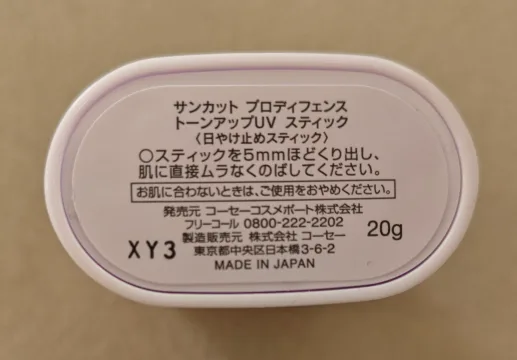 サンカット プロディフェンス
トーンアップUV スティック
〈日やけ止めスティック〉
○スティックを5mmほどくり出し、
肌に直接ムラなくのばしてください。
お肌に合わないときは、ご使用をおやめください。
発売元 コーセーコスメポート株式会社
フリーコール 0800-222-2202
製造販売元 株式会社 コーセー
東京都中央区日本橋3-6-2
MADE IN JAPAN
20g
XY3